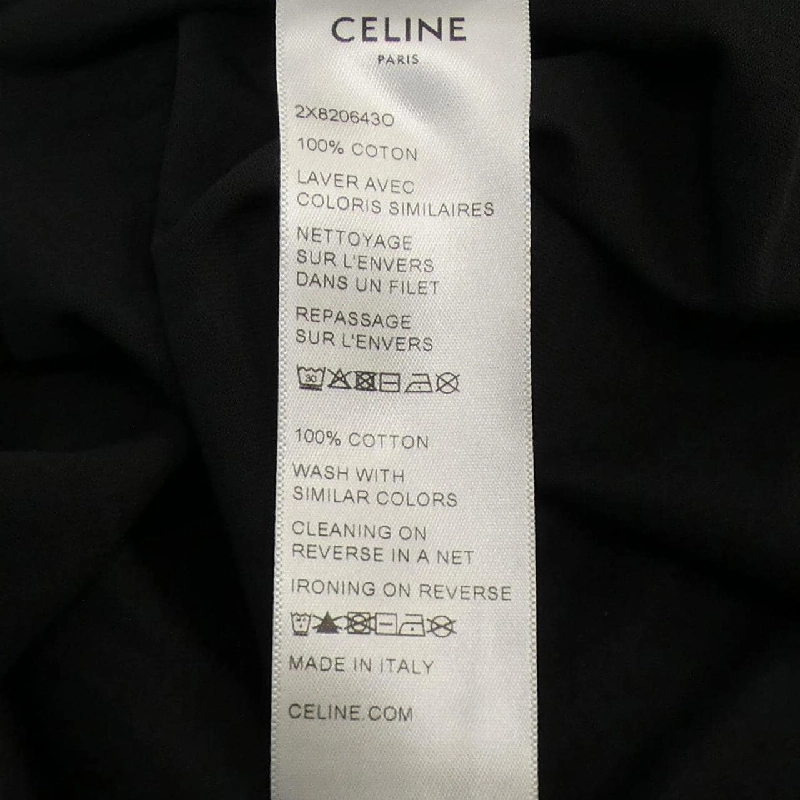 CELINE
PARIS
2X820643O
100% COTON
LAVER AVEC
COLORIS SIMILAIRES
NETTOYAGE
SUR L'ENVERS
DANS UN FILET
REPASSAGE
SUR L'ENVERS
30
100% COTTON
WASH WITH
SIMILAR COLORS
CLEANING ON
REVERSE IN A NET
IRONING ON REVERSE
MADE IN ITALY
CELINE.COM